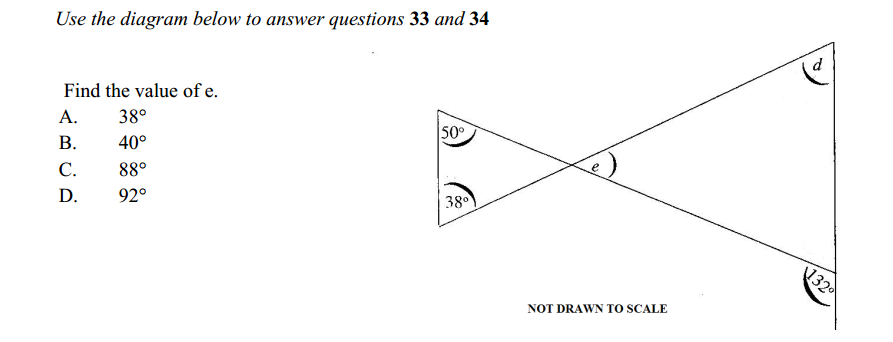 Use the diagram below to answer questions 33 and 34
Find the value of e.
A. 38°
B. 40°
C. 88°
D. 92°
50°
38°
e
d
132°
NOT DRAWN TO SCALE